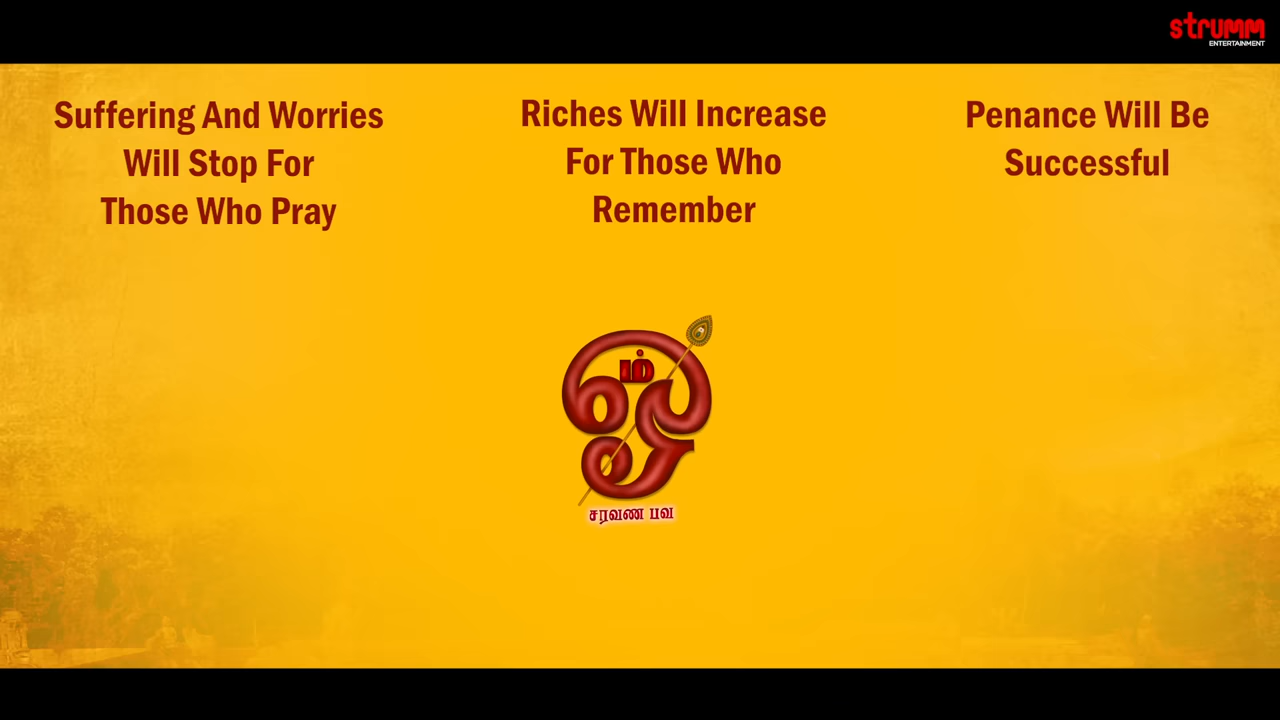 strumm
ENTERTAINMENT
Suffering And Worries
Will Stop For
Those Who Pray
Riches Will Increase
For Those Who
Remember
Penance Will Be
Successful
ஓம்
சரவண பவ